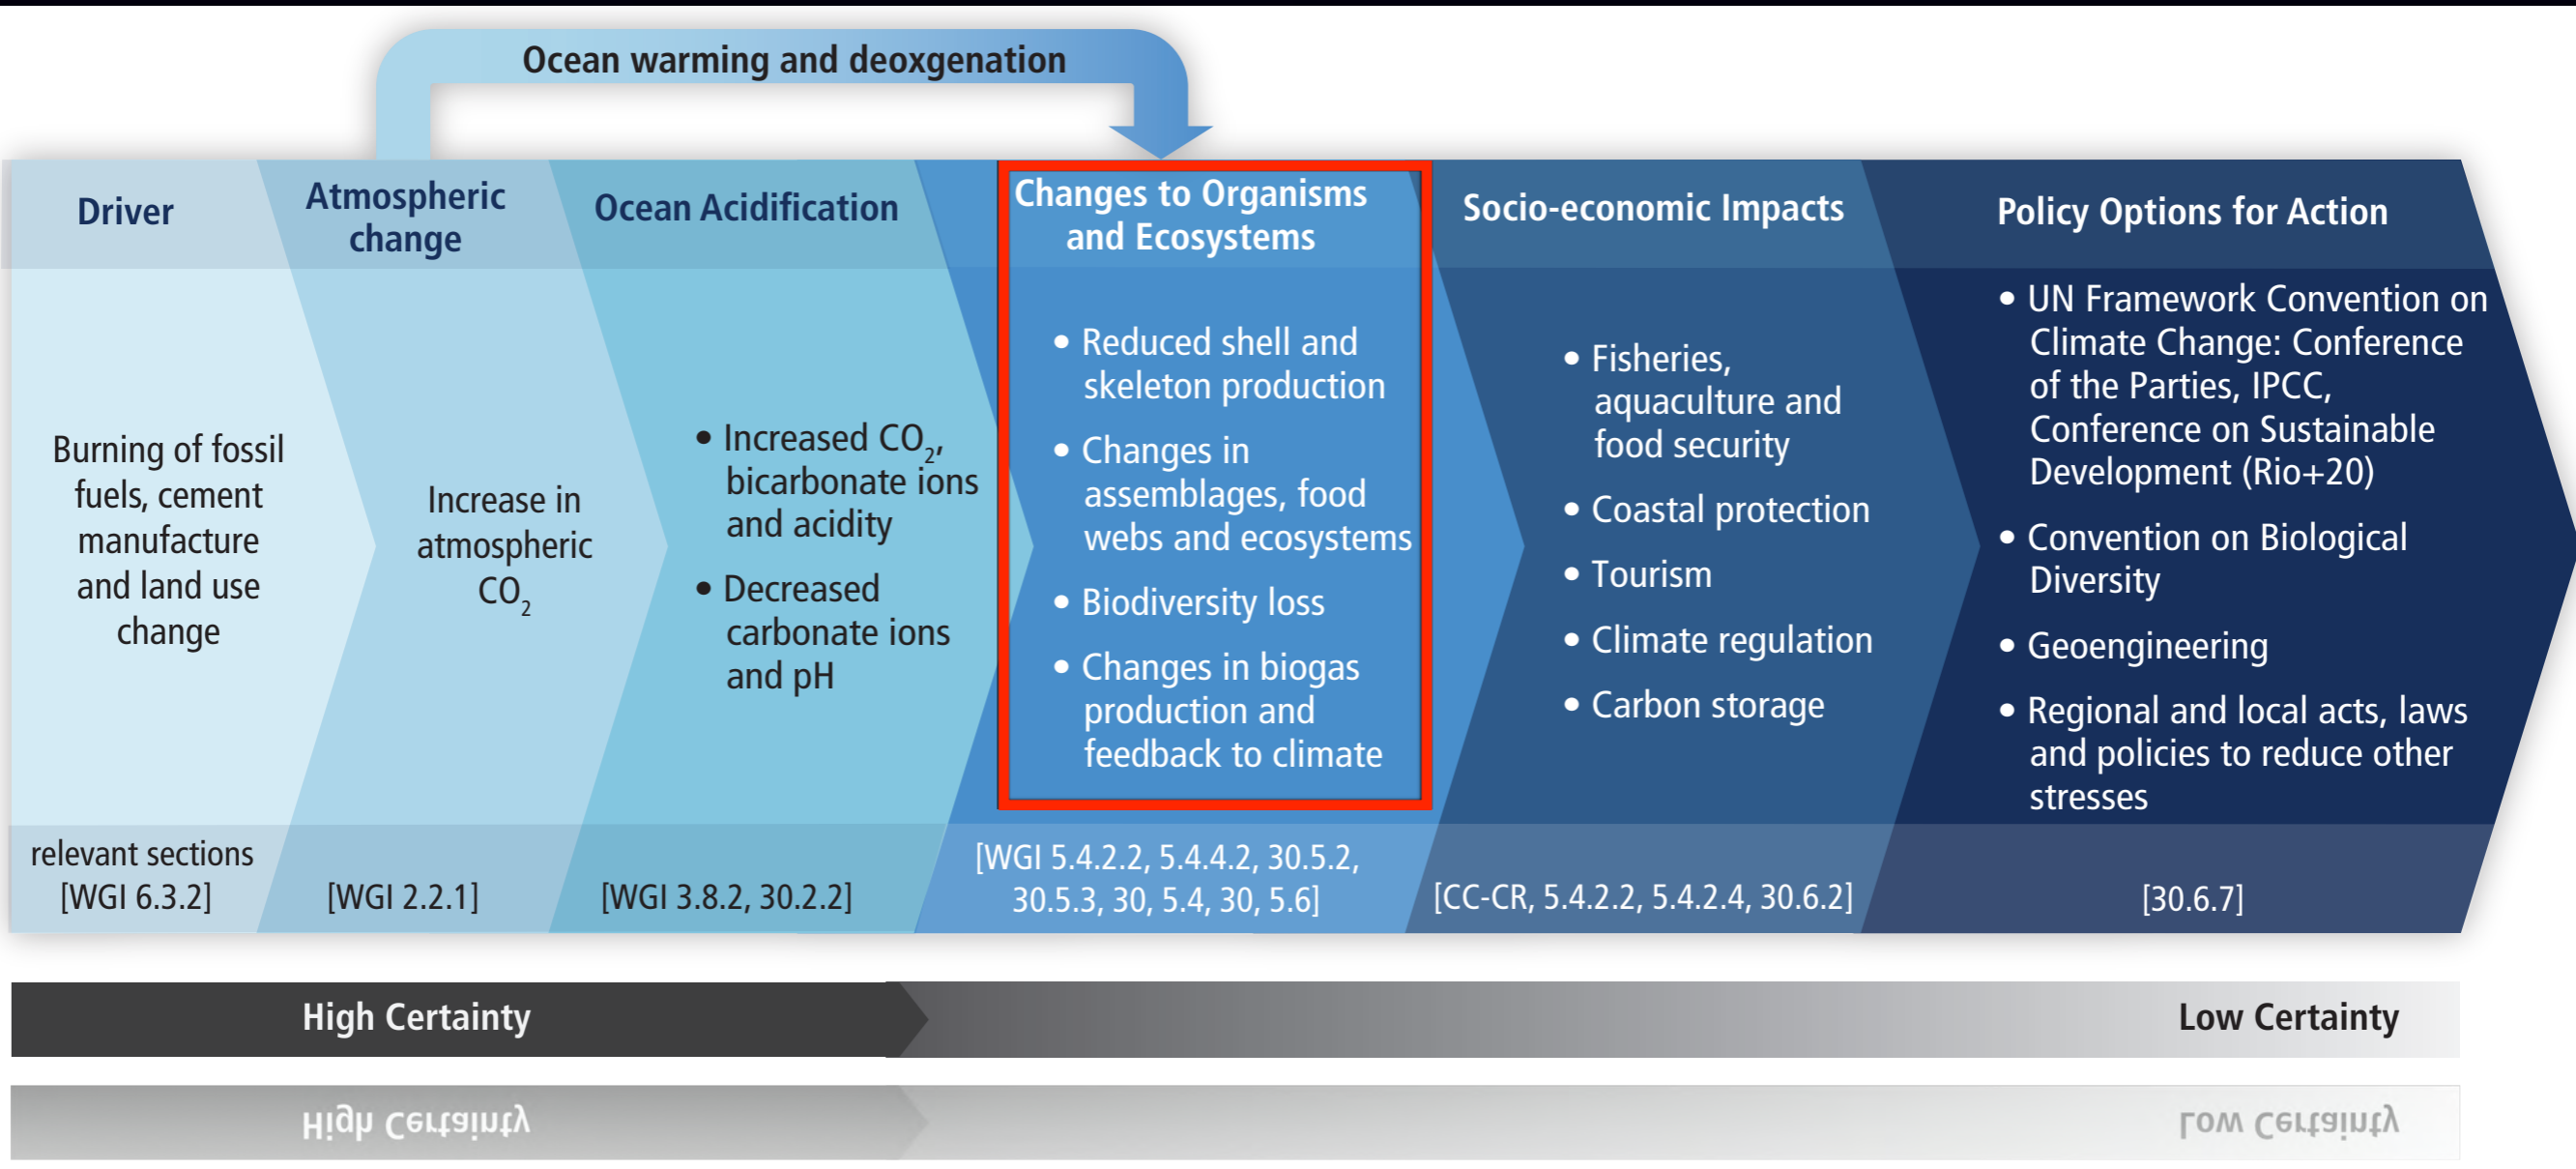 Ocean warming and deoxgenation
Driver
Burning of fossil
fuels, cement
manufacture
and land use
change
relevant sections
[WGI 6.3.2]
Atmospheric
change
Increase in
atmospheric
CO₂
[WGI 2.2.1]
Ocean Acidification
• Increased CO₂,
bicarbonate ions
and acidity
• Decreased
carbonate ions
and pH
[WGI 3.8.2, 30.2.2]
Changes to Organisms
and Ecosystems
• Reduced shell and
skeleton production
• Changes in
assemblages, food
webs and ecosystems
• Biodiversity loss
• Changes in biogas
production and
feedback to climate
[WGI 5.4.2.2, 5.4.4.2, 30.5.2,
30.5.3, 30, 5.4, 30, 5.6]
Socio-economic Impacts
• Fisheries,
aquaculture and
food security
• Coastal protection
• Tourism
• Climate regulation
• Carbon storage
[CC-CR, 5.4.2.2, 5.4.2.4, 30.6.2]
Policy Options for Action
• UN Framework Convention on
Climate Change: Conference
of the Parties, IPCC,
Conference on Sustainable
Development (Rio+20)
• Convention on Biological
Diversity
• Geoengineering
• Regional and local acts, laws
and policies to reduce other
stresses
[30.6.7]
High Certainty
Low Certainty
High Certainty
Low Certainty